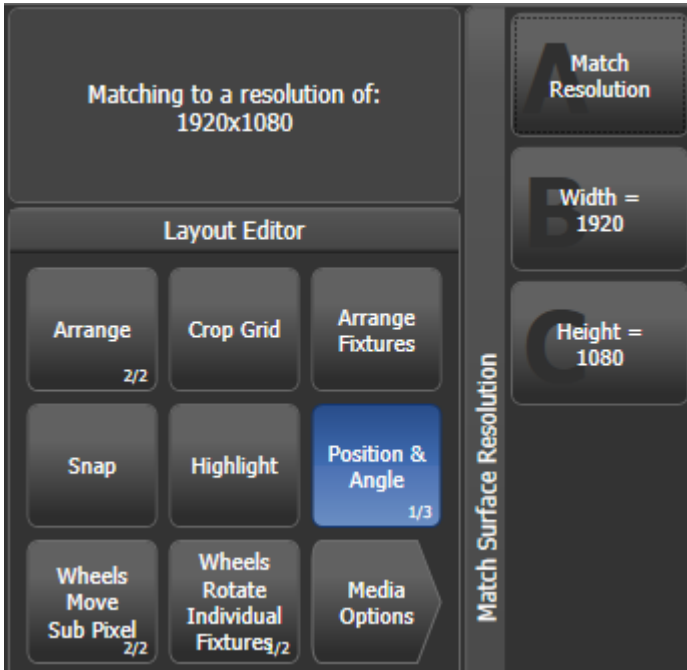 Matching to a resolution of:
1920x1080
Layout Editor
Arrange
2/2
Crop Grid
Arrange
Fixtures
Snap
Highlight
Position &
Angle
1/3
Wheels
Move
Sub Pixel
2/2
Wheels
Rotate
Individual
Fixtures
1/2
Media
Options
Match Surface Resolution
A
Match
Resolution
B
Width =
1920
C
Height =
1080